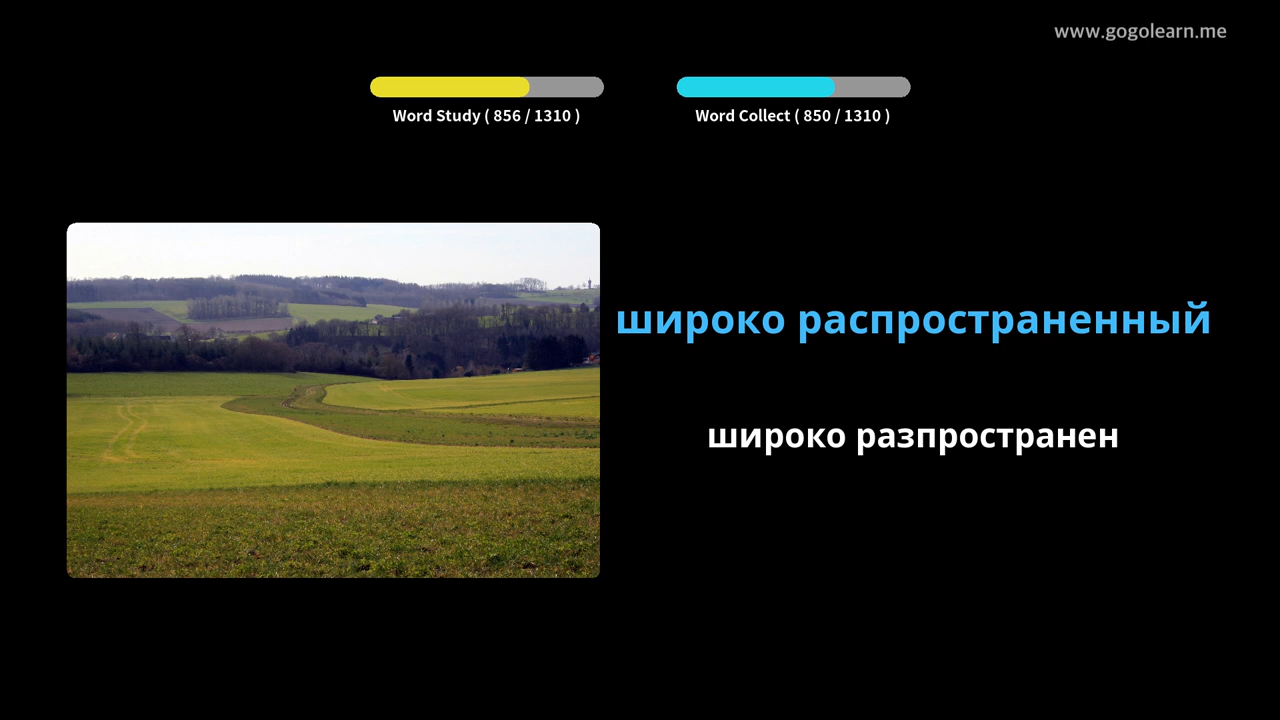 www.gogolearn.me
Word Study ( 856 / 1310 )
Word Collect ( 850 / 1310 )
широко распространенный
широко разпространен